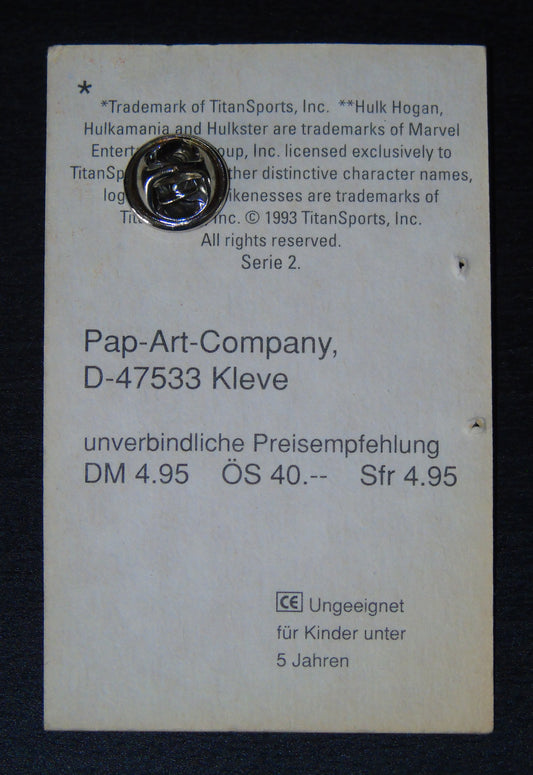 *
*Trademark of TitanSports, Inc. **Hulk Hogan,
Hulkamania and Hulkster are trademarks of Marvel
Entert oup, Inc. licensed exclusively to
TitanSp ther distinctive character names,
log ikenesses are trademarks of
Tit nc. © 1993 TitanSports, Inc.
All rights reserved.
Serie 2.
Pap-Art-Company,
D-47533 Kleve
unverbindliche Preisempfehlung
DM 4.95 ÖS 40.-- Sfr 4.95
CE Ungeeignet
für Kinder unter
5 Jahren